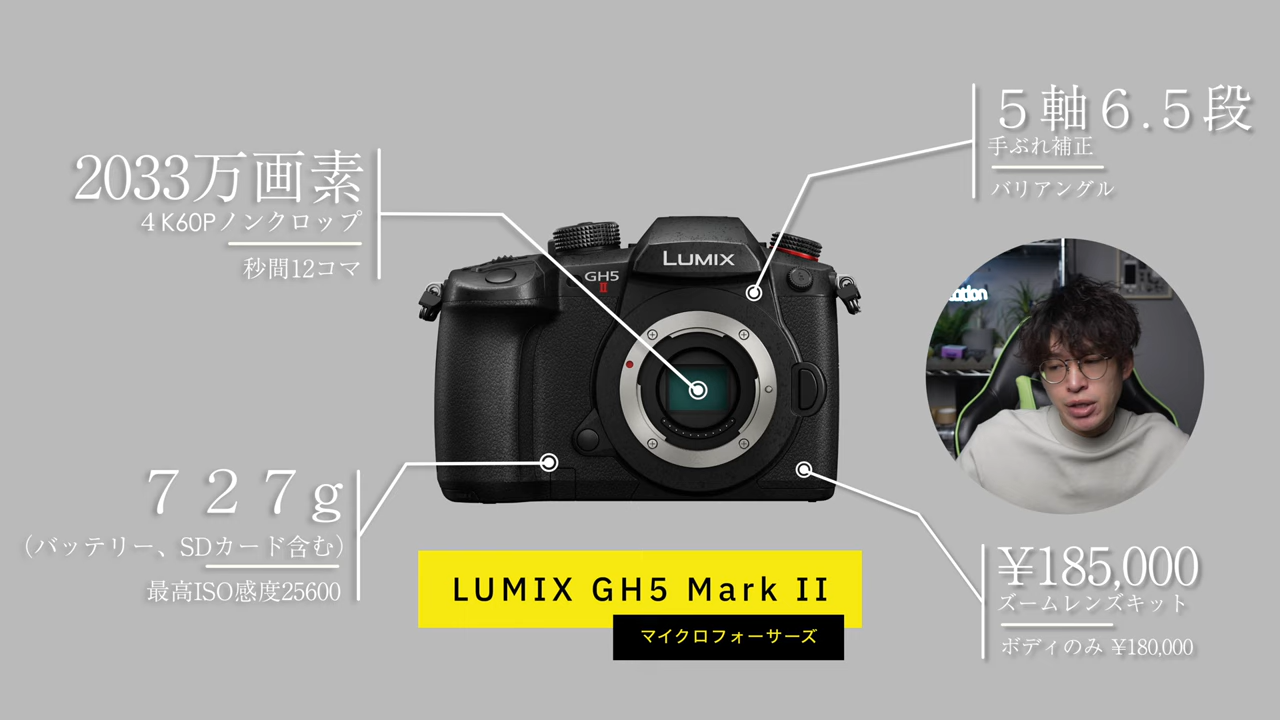 2033万画素
4K60Pノンクロップ
秒間12コマ
727g
(バッテリー、SDカード含む)
最高ISO感度25600
LUMIX
GH5
II
LUMIX GH5 Mark II
マイクロフォーサーズ
5軸6.5段
手ぶれ補正
バリアングル
¥185,000
ズームレンズキット
ボディのみ ¥180,000